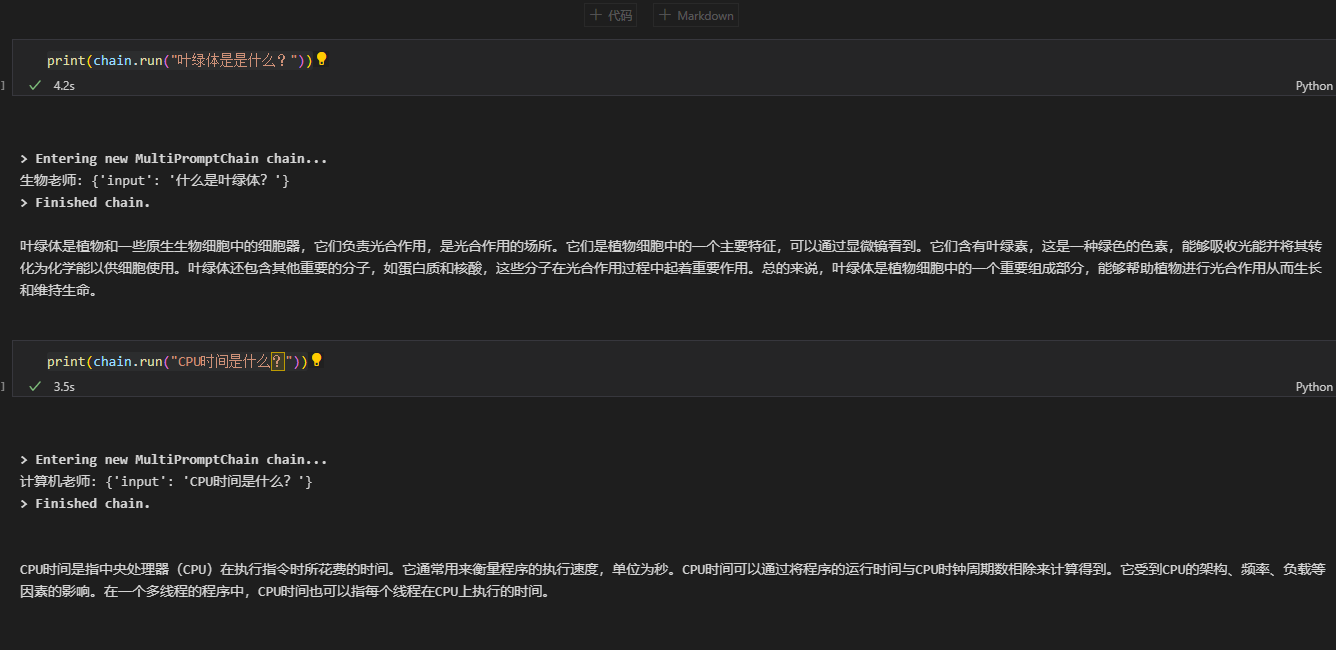 + 代码 + Markdown
print(chain.run("叶绿体是是什么？"))
] ✓ 4.2s Python
> Entering new MultiPromptChain chain...
生物老师: {'input': '什么是叶绿体？'}
> Finished chain.
叶绿体是植物和一些原生生物细胞中的细胞器，它们负责光合作用，是光合作用的场所。它们是植物细胞中的一个主要特征，可以通过显微镜看到。它们含有叶绿素，这是一种绿色的色素，能够吸收光能并将其转
化为化学能以供细胞使用。叶绿体还包含其他重要的分子，如蛋白质和核酸，这些分子在光合作用过程中起着重要作用。总的来说，叶绿体是植物细胞中的一个重要组成部分，能够帮助植物进行光合作用从而生长
和维持生命。
print(chain.run("CPU时间是什么？"))
] ✓ 3.5s Python
> Entering new MultiPromptChain chain...
计算机老师: {'input': 'CPU时间是什么？'}
> Finished chain.
CPU时间是指中央处理器（CPU）在执行指令时所花费的时间。它通常用来衡量程序的执行速度，单位为秒。CPU时间可以通过将程序的运行时间与CPU时钟周期数相除来计算得到。它受到CPU的架构、频率、负载等
因素的影响。在一个多线程的程序中，CPU时间也可以指每个线程在CPU上执行的时间。